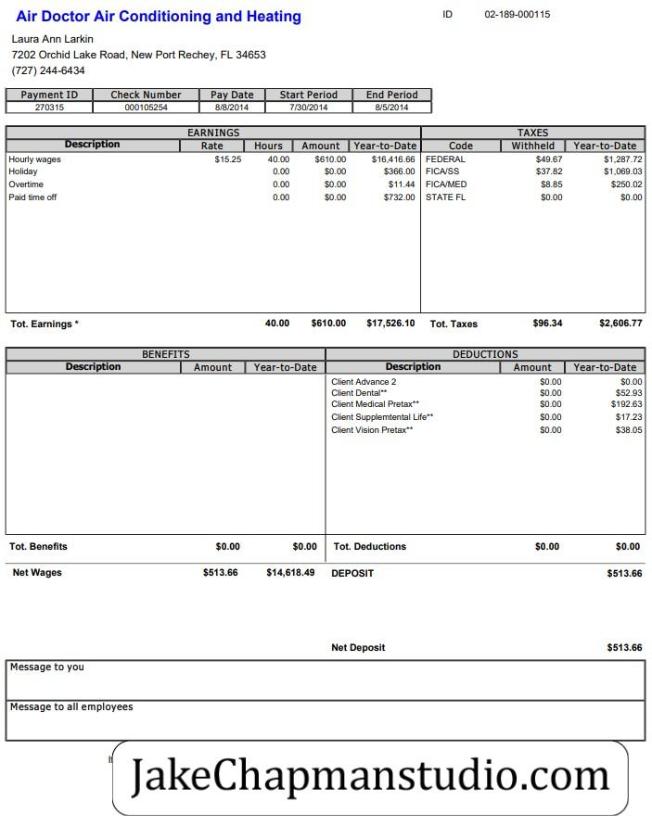 Air Doctor Air Conditioning and Heating ID 02-189-000115
Laura Ann Larkin
7202 Orchid Lake Road, New Port Rechey, FL 34653
(727) 244-6434
Payment ID Check Number Pay Date Start Period End Period
270315 000105254 8/8/2014 7/30/2014 8/5/2014
EARNINGS TAXES
Description Rate Hours Amount Year-to-Date Code Withheld Year-to-Date
Hourly wages $15.25 40.00 $610.00 $16,416.66 FEDERAL $49.67 $1,287.72
Holiday 0.00 $0.00 $366.00 FICA/SS $37.82 $1,069.03
Overtime 0.00 $0.00 $11.44 FICA/MED $8.85 $250.02
Paid time off 0.00 $0.00 $732.00 STATE FL $0.00 $0.00
Tot. Earnings * 40.00 $610.00 $17,526.10 Tot. Taxes $96.34 $2,606.77
BENEFITS DEDUCTIONS
Description Amount Year-to-Date Description Amount Year-to-Date
Client Advance 2 $0.00 $0.00
Client Dental** $0.00 $52.93
Client Medical Pretax** $0.00 $192.63
Client Supplemtental Life** $0.00 $17.23
Client Vision Pretax** $0.00 $38.05
Tot. Benefits $0.00 $0.00 Tot. Deductions $0.00 $0.00
Net Wages $513.66 $14,618.49 DEPOSIT $513.66
Net Deposit $513.66
Message to you
Message to all employees
JakeChapmanstudio.com